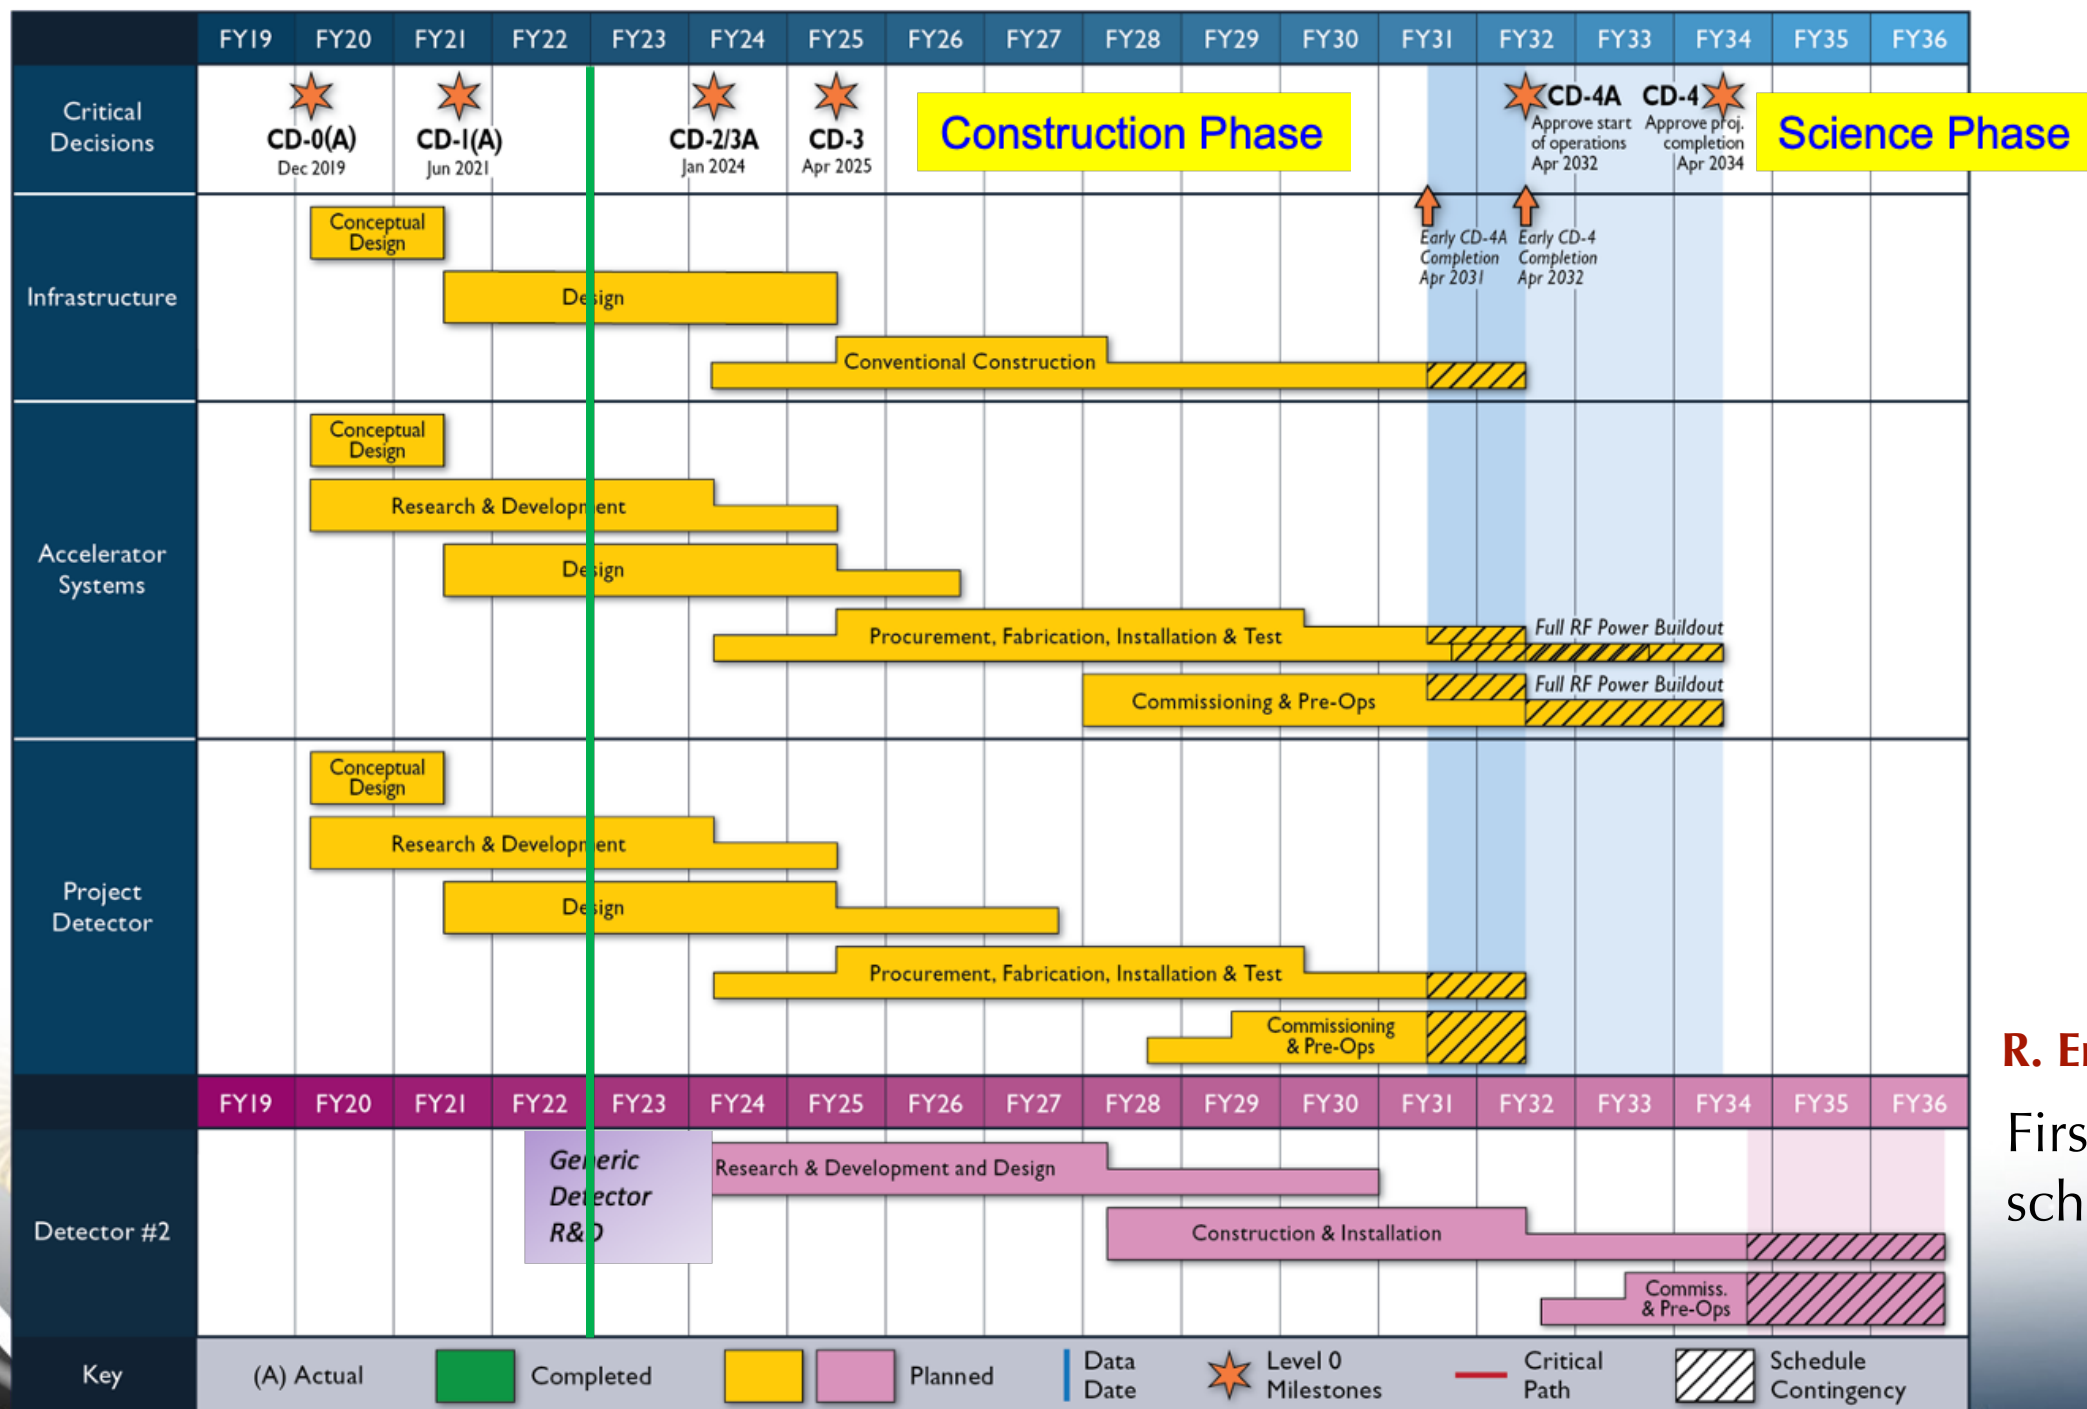 FY19 FY20 FY21 FY22 FY23 FY24 FY25 FY26 FY27 FY28 FY29 FY30 FY31 FY32 FY33 FY34 FY35 FY36
Critical
Decisions
CD-0(A)
Dec 2019
CD-1(A)
Jun 2021
CD-2/3A
Jan 2024
CD-3
Apr 2025
Construction Phase
CD-4A
Approve start
of operations
Apr 2032
CD-4
Approve proj.
completion
Apr 2034
Science Phase
Early CD-4A
Completion
Apr 2031
Early CD-4
Completion
Apr 2032
Infrastructure
Conceptual
Design
Design
Conventional Construction
Accelerator
Systems
Conceptual
Design
Research & Development
Design
Procurement, Fabrication, Installation & Test
Full RF Power Buildout
Commissioning & Pre-Ops
Full RF Power Buildout
Project
Detector
Conceptual
Design
Research & Development
Design
Procurement, Fabrication, Installation & Test
Commissioning
& Pre-Ops
R.
FY19 FY20 FY21 FY22 FY23 FY24 FY25 FY26 FY27 FY28 FY29 FY30 FY31 FY32 FY33 FY34 FY35 FY36
Detector #2
Generic
Detector
R&D
Research & Development and Design
Construction & Installation
Commiss.
& Pre-Ops
Key
(A) Actual
Completed
Planned
Data
Date
Level 0
Milestones
Critical
Path
Schedule
Contingency